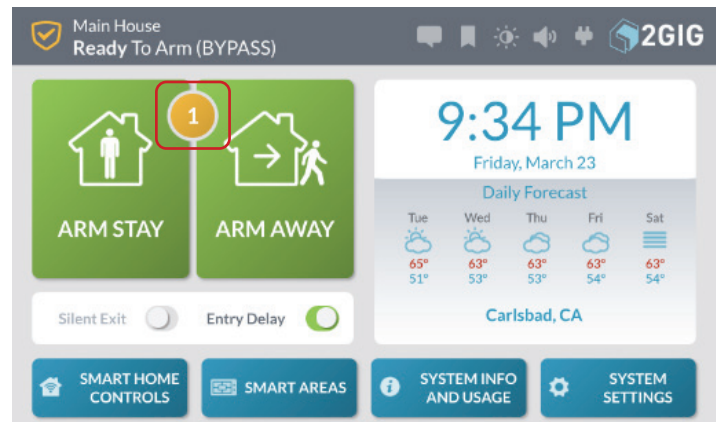 Main House
Ready To Arm (BYPASS)
2GIG
1
ARM STAY
ARM AWAY
Silent Exit
Entry Delay
9:34 PM
Friday, March 23
Daily Forecast
Tue Wed Thu Fri Sat
65° 63° 63° 63° 63°
51° 53° 53° 54° 54°
Carlsbad, CA
SMART HOME
CONTROLS
SMART AREAS
SYSTEM INFO
AND USAGE
SYSTEM
SETTINGS